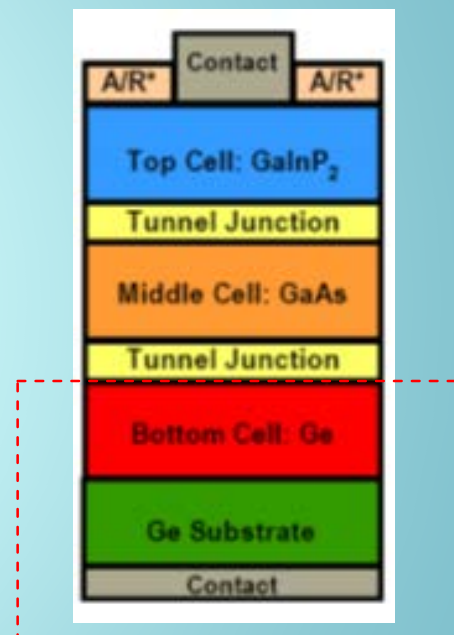 Contact
A/R* A/R*
Top Cell: GaInP₂
Tunnel Junction
Middle Cell: GaAs
Tunnel Junction
Bottom Cell: Ge
Ge Substrate
Contact